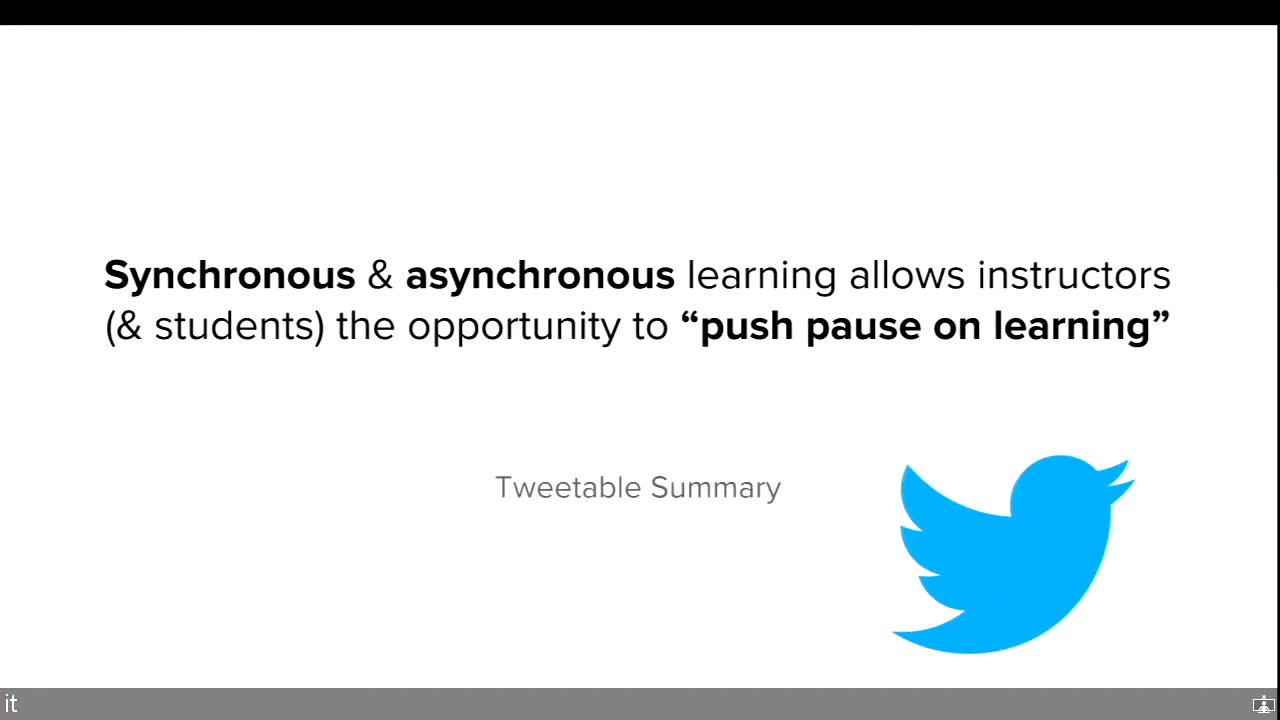 Synchronous & asynchronous learning allows instructors
(& students) the opportunity to “push pause on learning”
Tweetable Summary
it